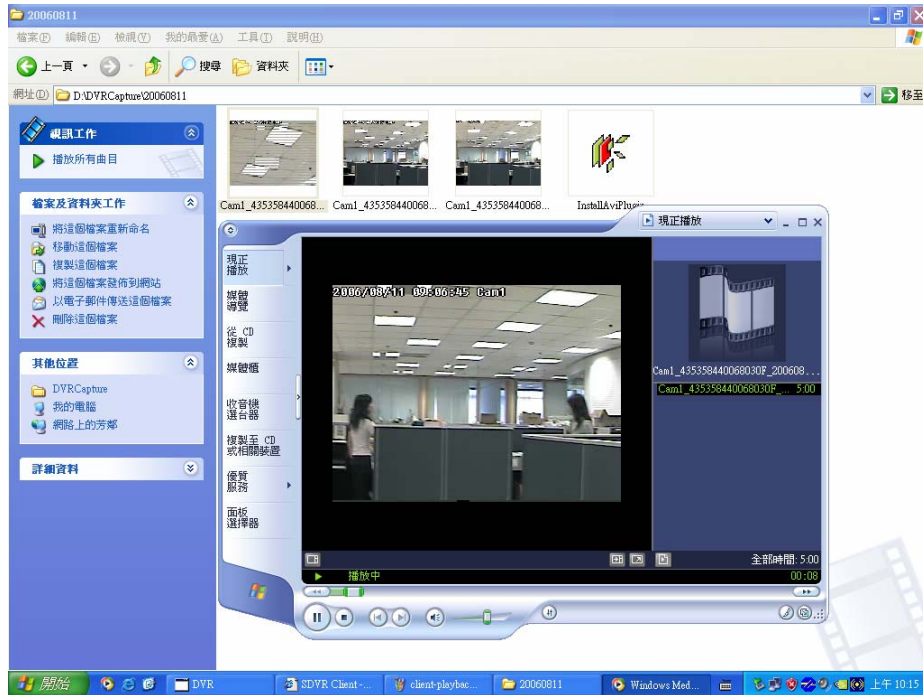 20060811
檔案(F) 編輯(E) 檢視(V) 我的最愛(A) 工具(T) 說明(H)
上一頁 搜尋 資料夾
網址(D) D:\DVRCapture\20060811 移至
視訊工作
播放所有曲目
檔案及資料夾工作
將這個檔案重新命名
移動這個檔案
複製這個檔案
將這個檔案發佈到網站
以電子郵件傳送這個檔案
刪除這個檔案
其他位置
DVRCapture
我的電腦
網路上的芳鄰
詳細資料
Cam1_435358440068... Cam1_435358440068... Cam1_435358440068... InstallAviPlugin
現正播放
現正
播放
媒體
導覽
從 CD
複製
媒體櫃
收音機
選台器
複製至 CD
或相關裝置
優質
服務
面板
選擇器
2006/08/11 09:06:45 Cam1
Cam1_435358440068030F_200608...
Cam1_435358440068030F_... 5:00
全部時間: 5:00
播放中 00:08
開始 DVR SDVR Client -... client-playbac... 20060811 Windows Med... 上午 10:15